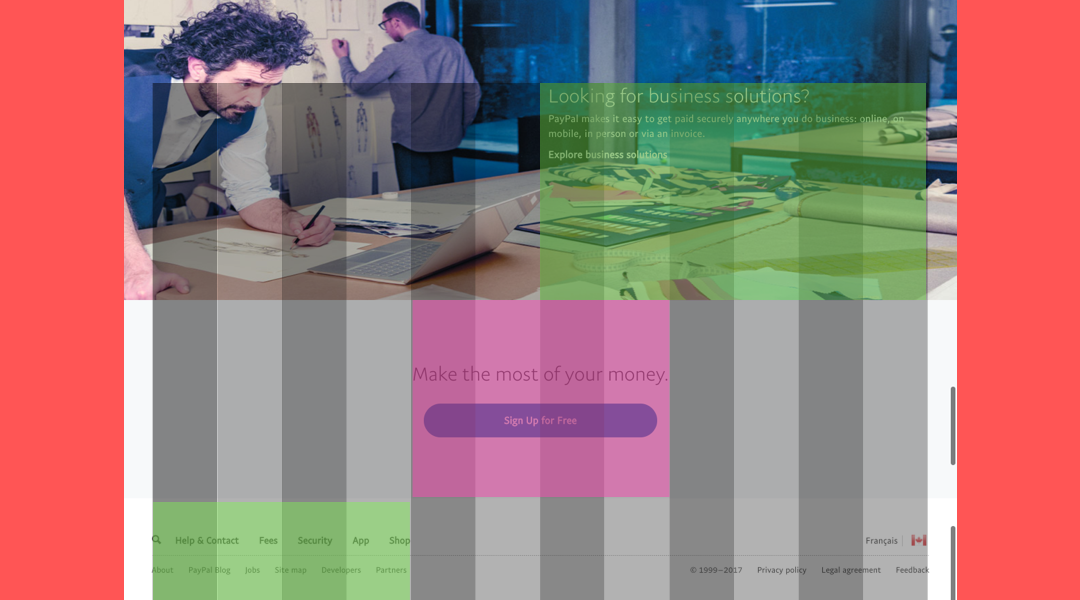 Looking for business solutions?
PayPal makes it easy to get paid securely anywhere you do business: online, on
mobile, in person or via an invoice.
Explore business solutions
Make the most of your money.
Sign Up for Free
Help & Contact Fees Security App Shop Français
About PayPal Blog Jobs Site map Developers Partners © 1999–2017 Privacy policy Legal agreement Feedback